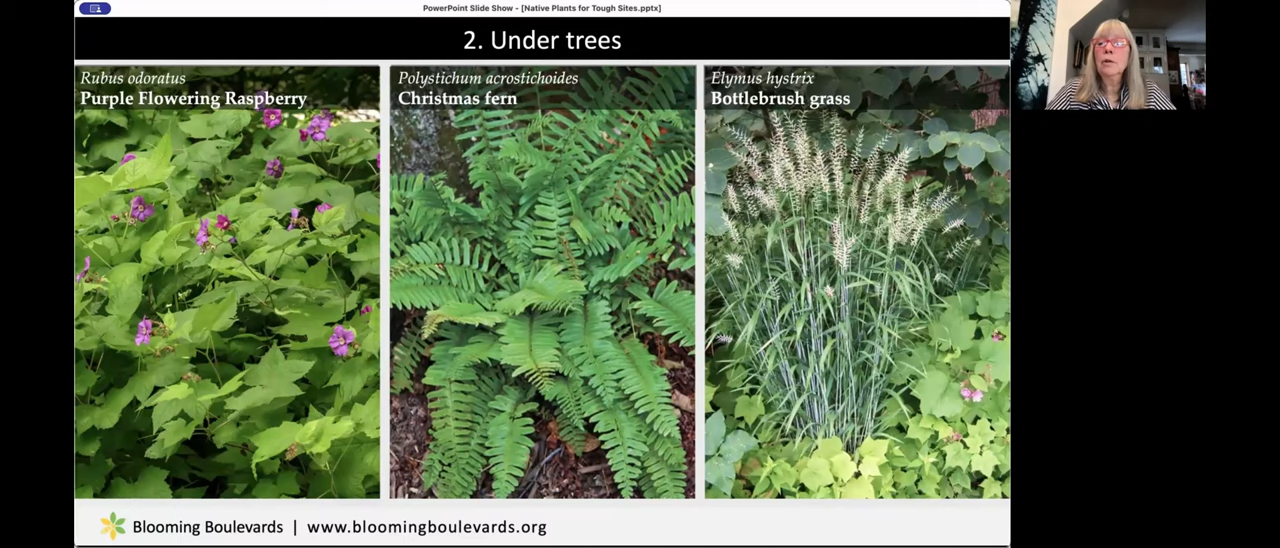 PowerPoint Slide Show - [Native Plants for Tough Sites.pptx]
2. Under trees
Rubus odoratus
Purple Flowering Raspberry
Polystichum acrostichoides
Christmas fern
Elymus hystrix
Bottlebrush grass
Blooming Boulevards | www.bloomingboulevards.org